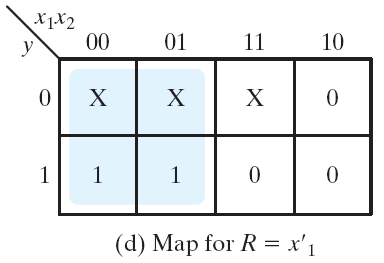 x₁x₂
y 00 01 11 10
0 X X X 0
1 1 1 0 0
(d) Map for R = x'₁